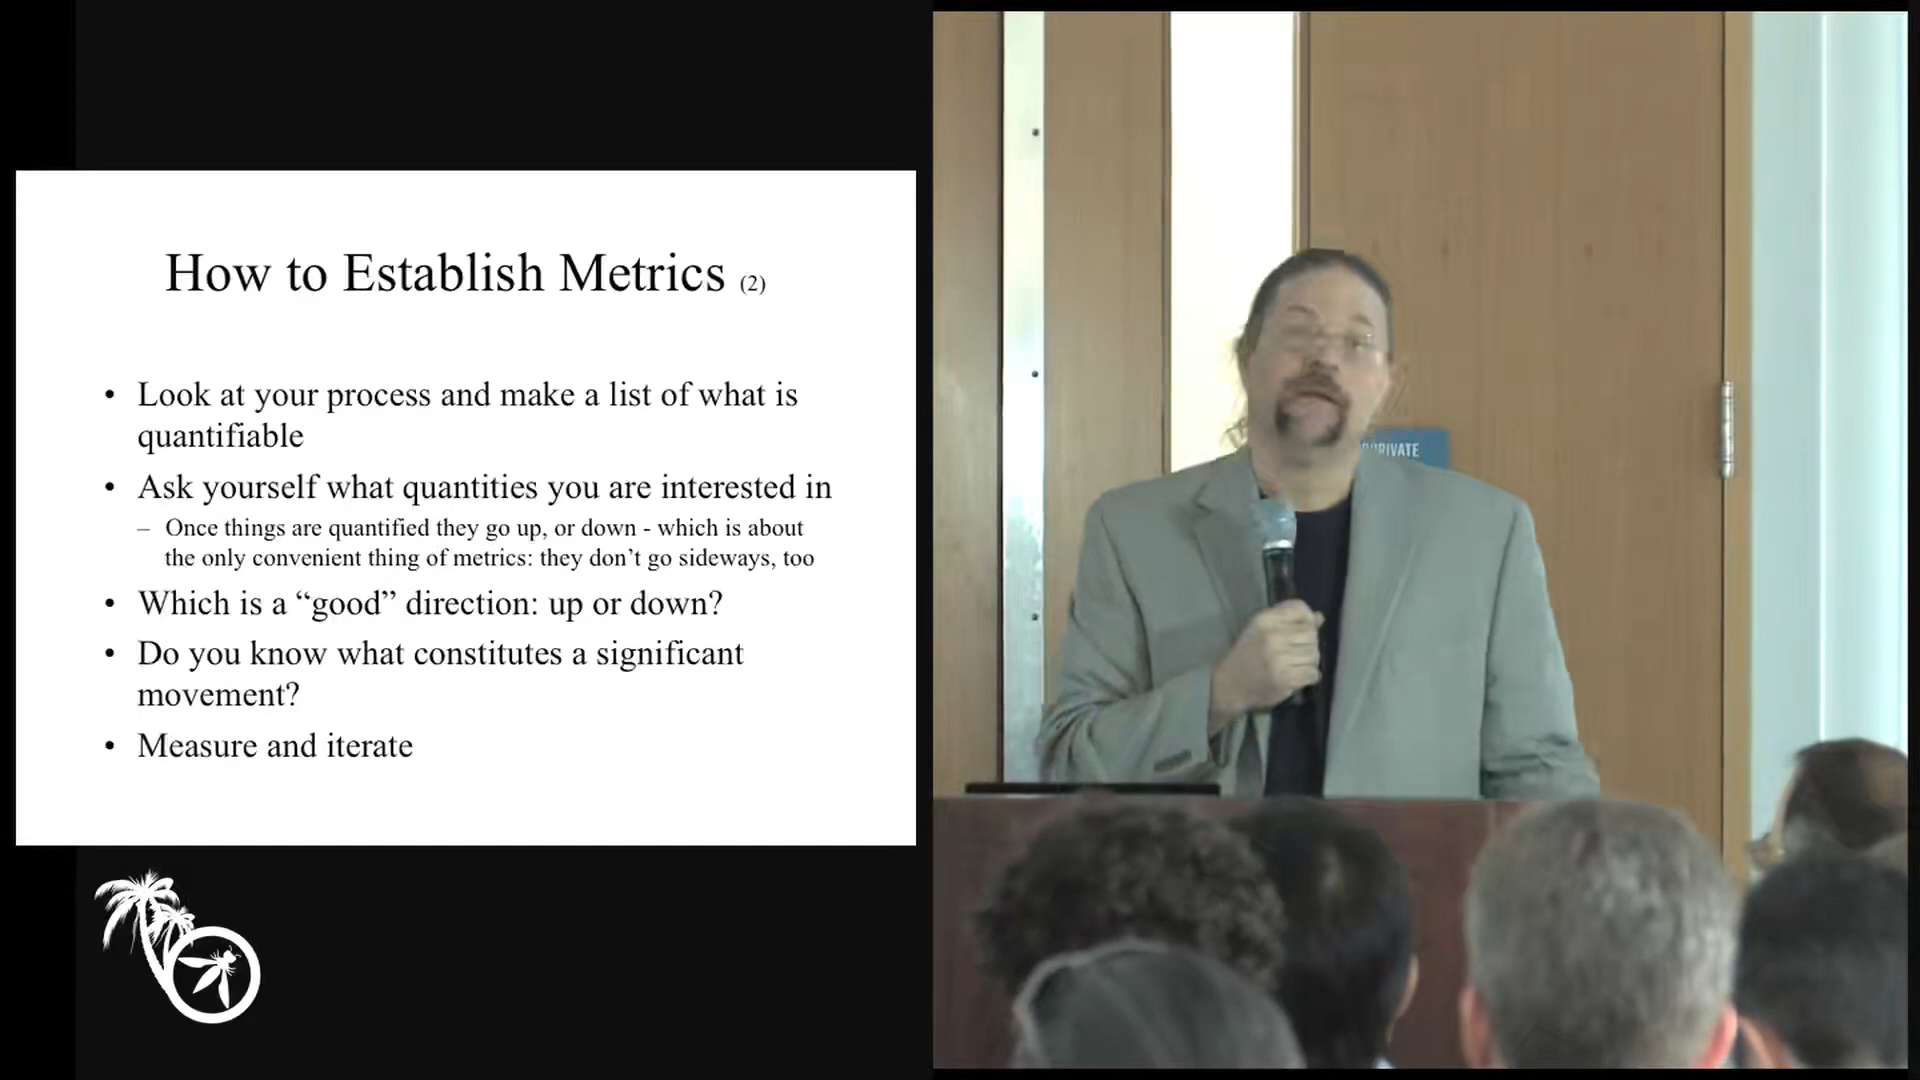 How to Establish Metrics (2)
• Look at your process and make a list of what is
quantifiable
• Ask yourself what quantities you are interested in
– Once things are quantified they go up, or down - which is about
the only convenient thing of metrics: they don’t go sideways, too
• Which is a “good” direction: up or down?
• Do you know what constitutes a significant
movement?
• Measure and iterate
PRIVATE